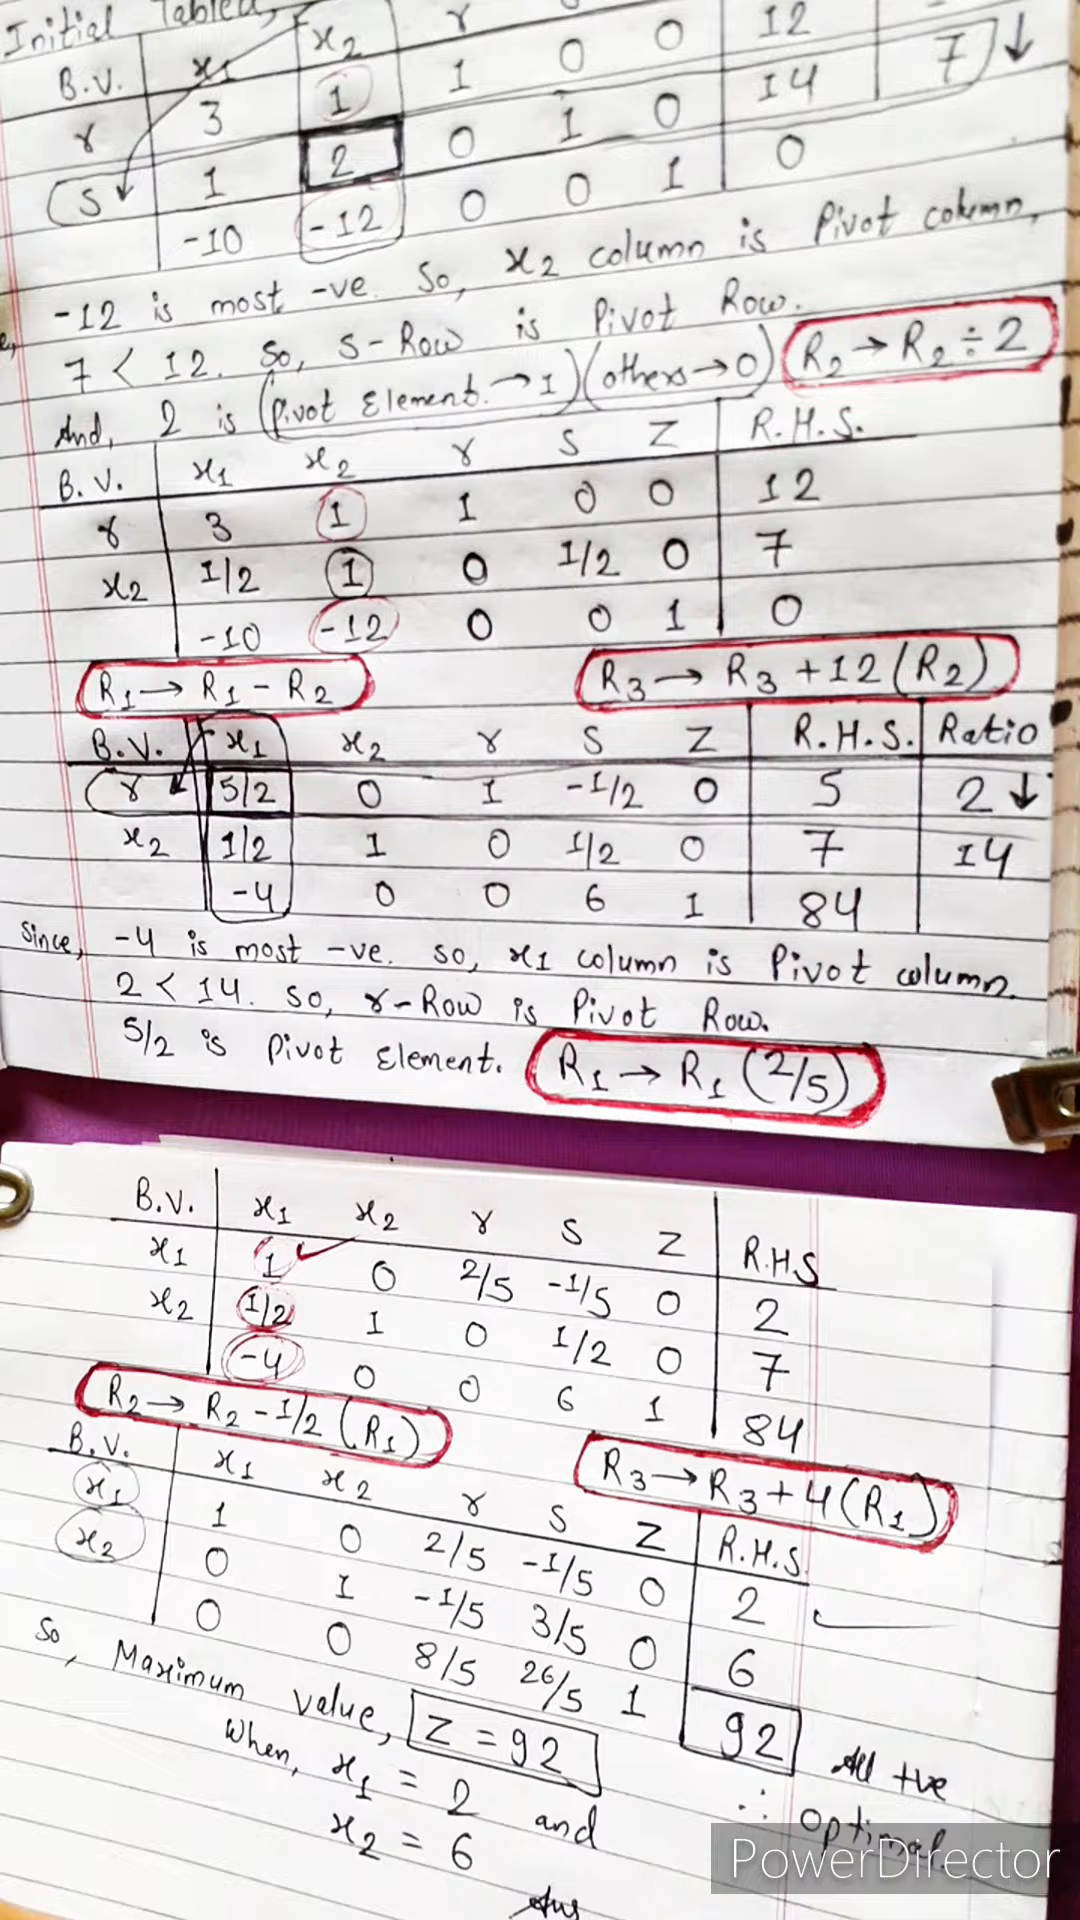 Initial Tableau,
B.V. x1 x2 r 0 0 12
r 3 1 1 1 0 14 7 ↓
s 1 2 0 0 1 0
-10 -12 0
-12 is most -ve. So, x2 column is Pivot column,
7 < 12. So, s-Row is Pivot Row.
And, 2 is (Pivot Element. → 1) (others → 0) R2 → R2 ÷ 2
B.V. x1 x2 r s Z R.H.S.
r 3 1 1 0 0 12
x2 1/2 1 0 1/2 0 7
-10 -12 0 0 1 0
R1 → R1 - R2 R3 → R3 + 12 (R2)
B.V. x1 x2 r s Z R.H.S. Ratio
r 5/2 0 1 -1/2 0 5 2 ↓
x2 1/2 1 0 1/2 0 7 14
-4 0 0 6 1 84
Since, -4 is most -ve. so, x1 column is Pivot column.
2 < 14. so, r-Row is Pivot Row.
5/2 is Pivot Element. R1 → R1 (2/5)
B.V. x1 x2 r s Z R.H.S
x1 1 0 2/5 -1/5 0 2
x2 1/2 1 0 1/2 0 7
-4 0 0 6 1 84
R2 → R2 - 1/2 (R1) R3 → R3 + 4 (R1)
B.V. x1 x2 r s Z R.H.S.
x1 1 0 2/5 -1/5 0 2
x2 0 1 -1/5 3/5 0 6
0 0 8/5 26/5 1 92
So, Maximum value, Z = 92 All +ve
When, x1 = 2 and ∴ optimal.
x2 = 6
Ans
PowerDirector